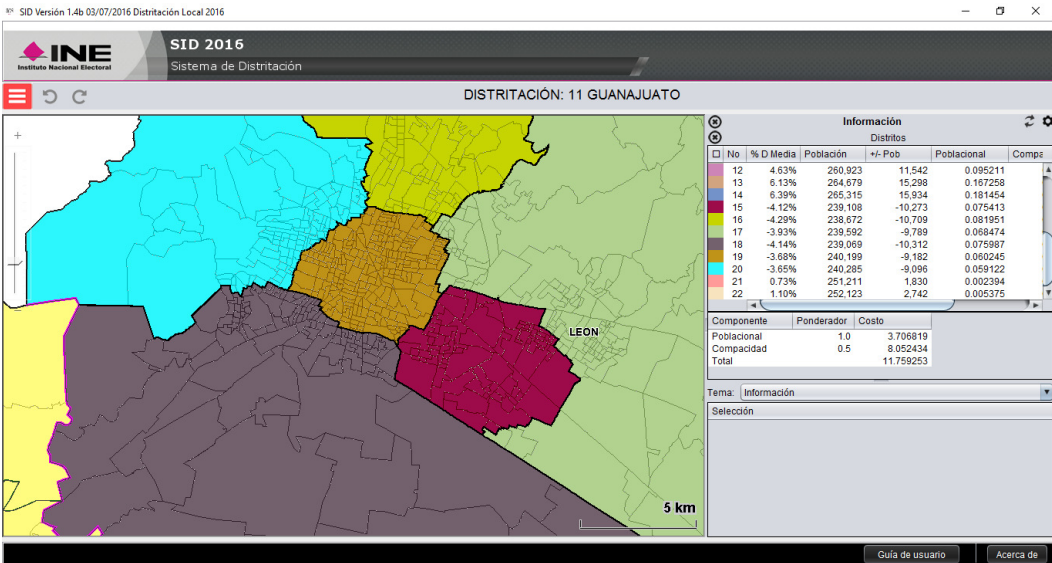 SID Versión 1.4b 03/07/2016 Distritación Local 2016
INE
Instituto Nacional Electoral
SID 2016
Sistema de Distritación
DISTRITACIÓN: 11 GUANAJUATO
LEON
5 km
Información
Distritos
No % D Media Población +/- Pob Poblacional Compa
12 4.63% 260,923 11,542 0.095211
13 6.13% 264,679 15,298 0.167258
14 6.39% 265,315 15,934 0.181454
15 -4.12% 239,108 -10,273 0.075413
16 -4.29% 238,672 -10,709 0.081951
17 -3.93% 239,592 -9,789 0.068474
18 -4.14% 239,069 -10,312 0.075987
19 -3.68% 240,199 -9,182 0.060245
20 -3.65% 240,285 -9,096 0.059122
21 0.73% 251,211 1,830 0.002394
22 1.10% 252,123 2,742 0.005375
Componente Ponderador Costo
Poblacional 1.0 3.706819
Compacidad 0.5 8.052434
Total 11.759253
Tema: Información
Selección
Guía de usuario Acerca de